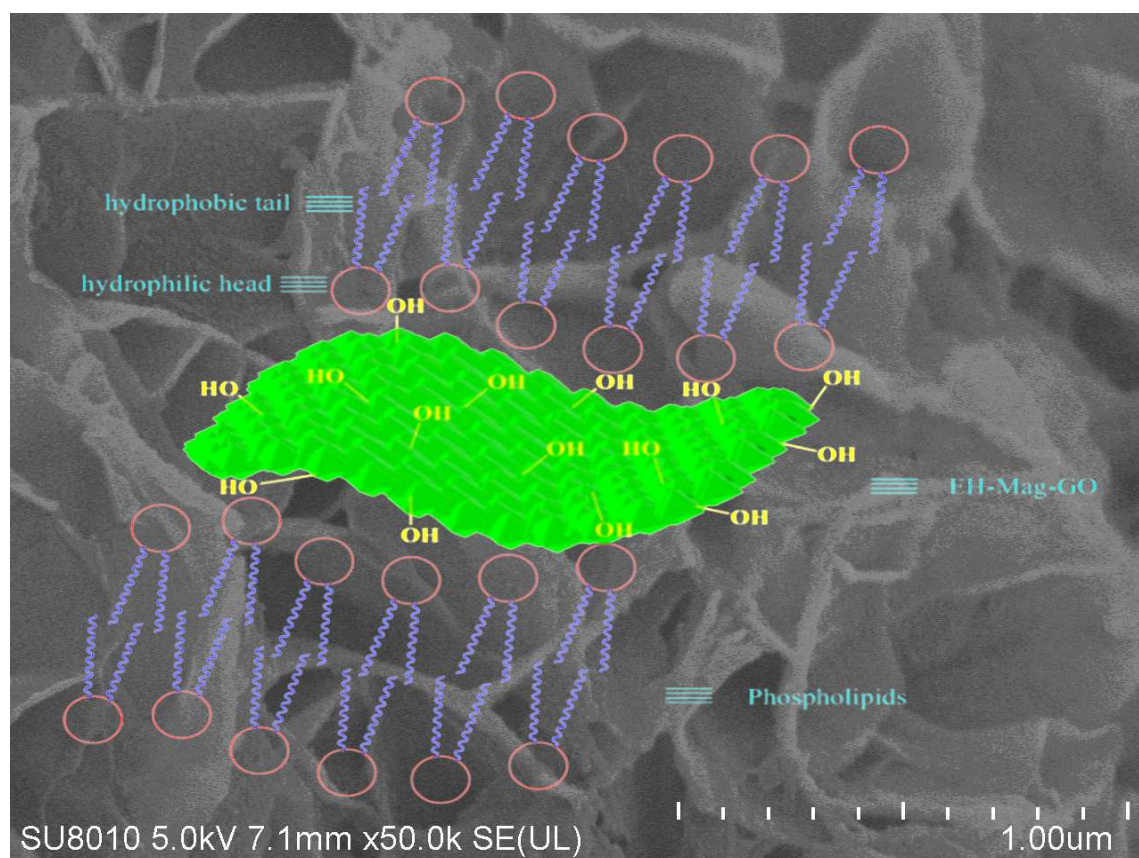 hydrophobic tail
hydrophilic head
OH
HO
HO
OH
OH
HO
OH
OH
OH
HO
OH
HO
OH
OH
OH
EH-Mag-GO
Phospholipids
SU8010 5.0kV 7.1mm x50.0k SE(UL)
1.00um